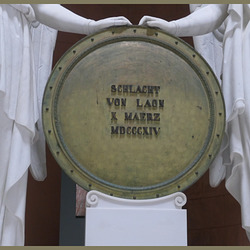 SCHLACHT
VON LAON
X MAERZ
MDCCCXIV